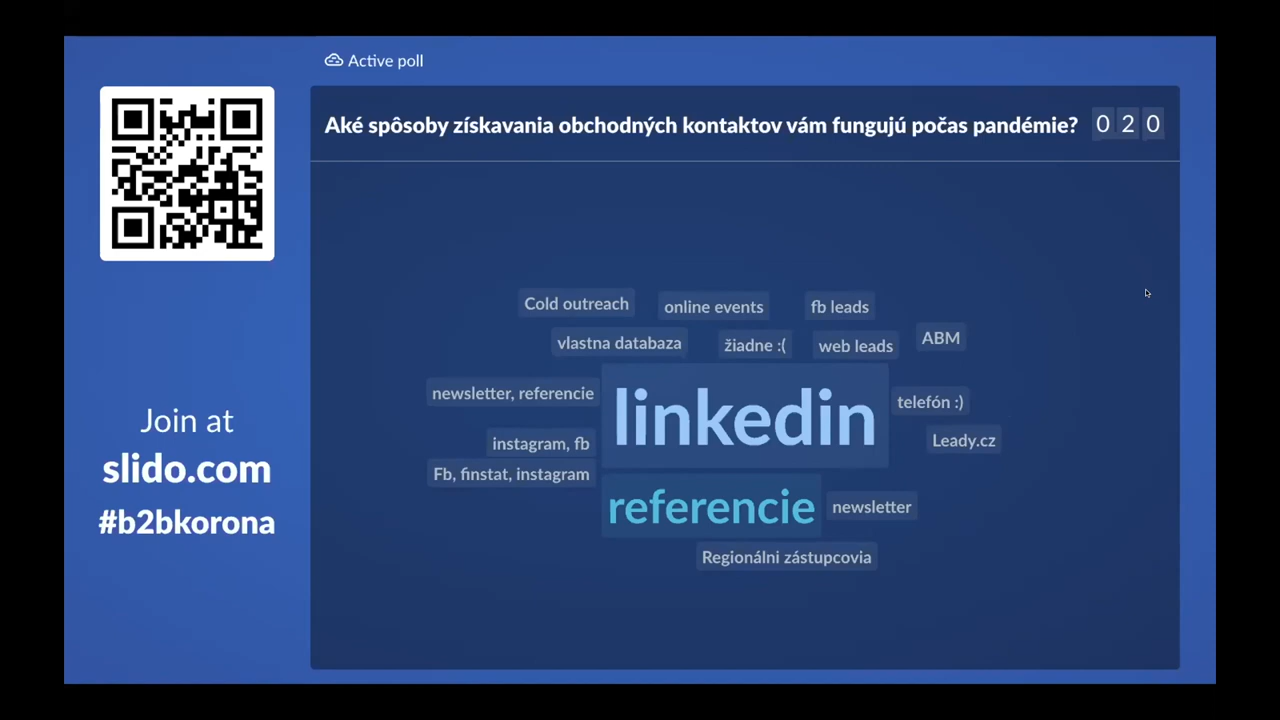 Active poll
Aké spôsoby získavania obchodných kontaktov vám fungujú počas pandémie? 020
Cold outreach
online events
fb leads
vlastna databaza
žiadne :(
web leads
ABM
newsletter, referencie
linkedin
telefón :)
instagram, fb
Leady.cz
Fb, finstat, instagram
referencie
newsletter
Regionálni zástupcovia
Join at
slido.com
#b2bkorona